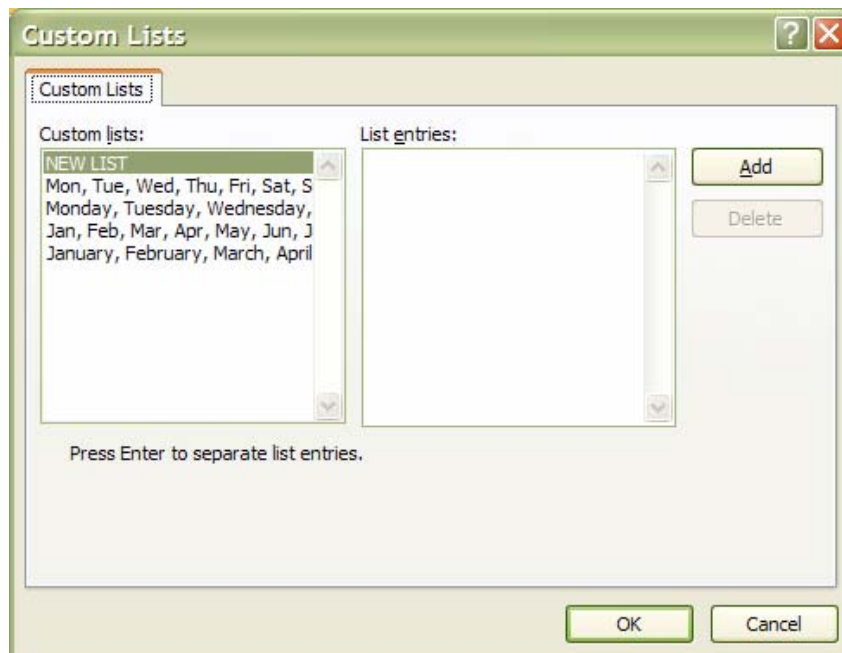 Custom Lists
Custom Lists
Custom lists:
List entries:
NEW LIST
Mon, Tue, Wed, Thu, Fri, Sat, S
Monday, Tuesday, Wednesday,
Jan, Feb, Mar, Apr, May, Jun, J
January, February, March, April
Add
Delete
Press Enter to separate list entries.
OK
Cancel